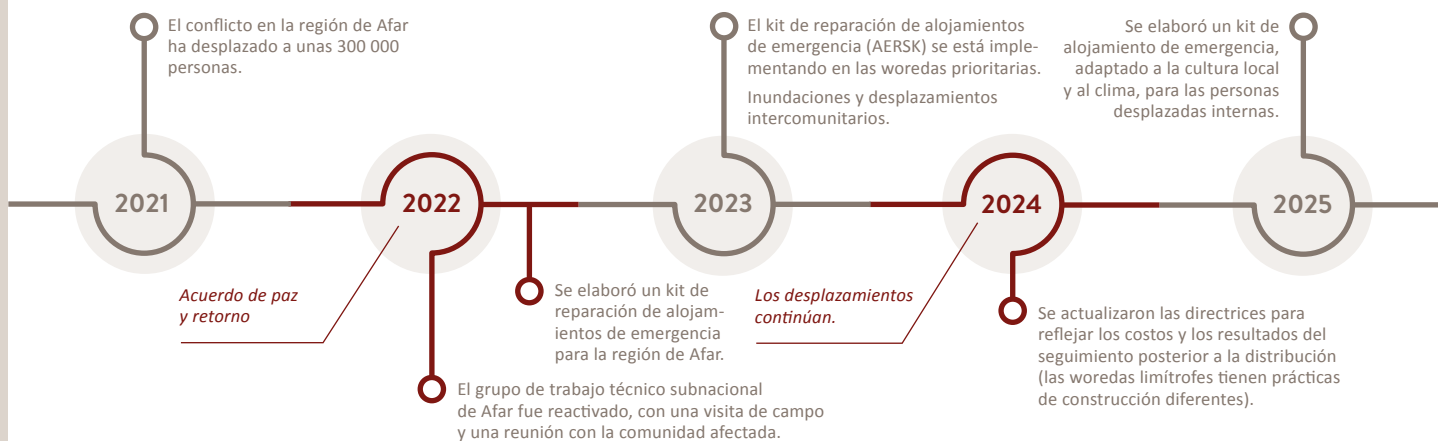 El conflicto en la región de Afar
ha desplazado a unas 300 000
personas.
2021
Acuerdo de paz
y retorno
2022
El grupo de trabajo técnico subnacional
de Afar fue reactivado, con una visita de campo
y una reunión con la comunidad afectada.
Se elaboró un kit de
reparación de alojam-
ientos de emergencia
para la región de Afar.
El kit de reparación de alojamientos
de emergencia (AERSK) se está imple-
mentando en las woredas prioritarias.
Inundaciones y desplazamientos
intercomunitarios.
2023
Los desplazamientos
continúan.
2024
Se actualizaron las directrices para
reflejar los costos y los resultados del
seguimiento posterior a la distribución
(las woredas limítrofes tienen prácticas
de construcción diferentes).
Se elaboró un kit de
alojamiento de emergencia,
adaptado a la cultura local
y al clima, para las personas
desplazadas internas.
2025